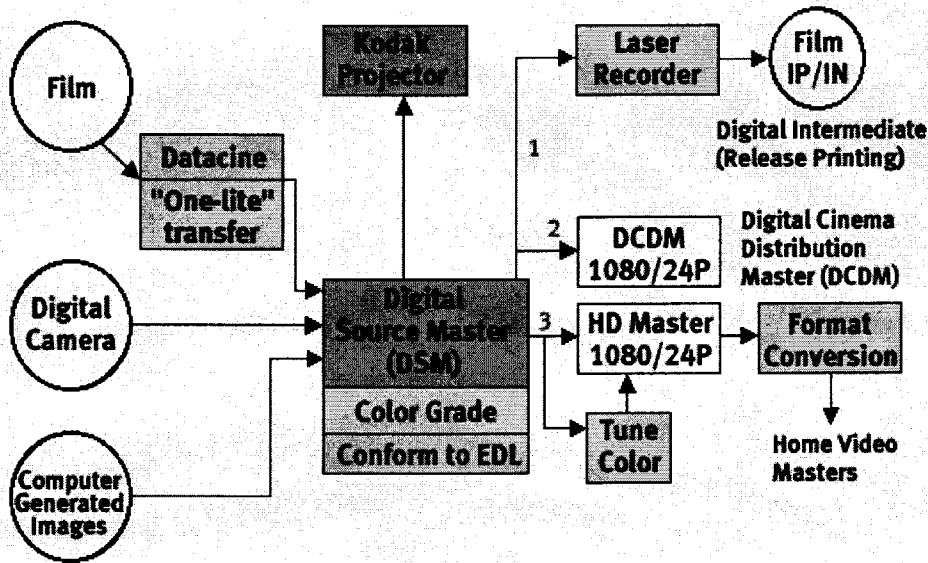 Film
Kodak
Projector
Laser
Recorder
Film
IP/IN
Digital Intermediate
(Release Printing)
Datacine
"One-lite"
transfer
1
2
DCDM
1080/24P
Digital Cinema
Distribution
Master (DCDM)
Digital
Camera
Digital
Source Master
(DSM)
Color Grade
Conform to EDL
3
HD Master
1080/24P
Format
Conversion
Tune
Color
Home Video
Masters
Computer
Generated
Images